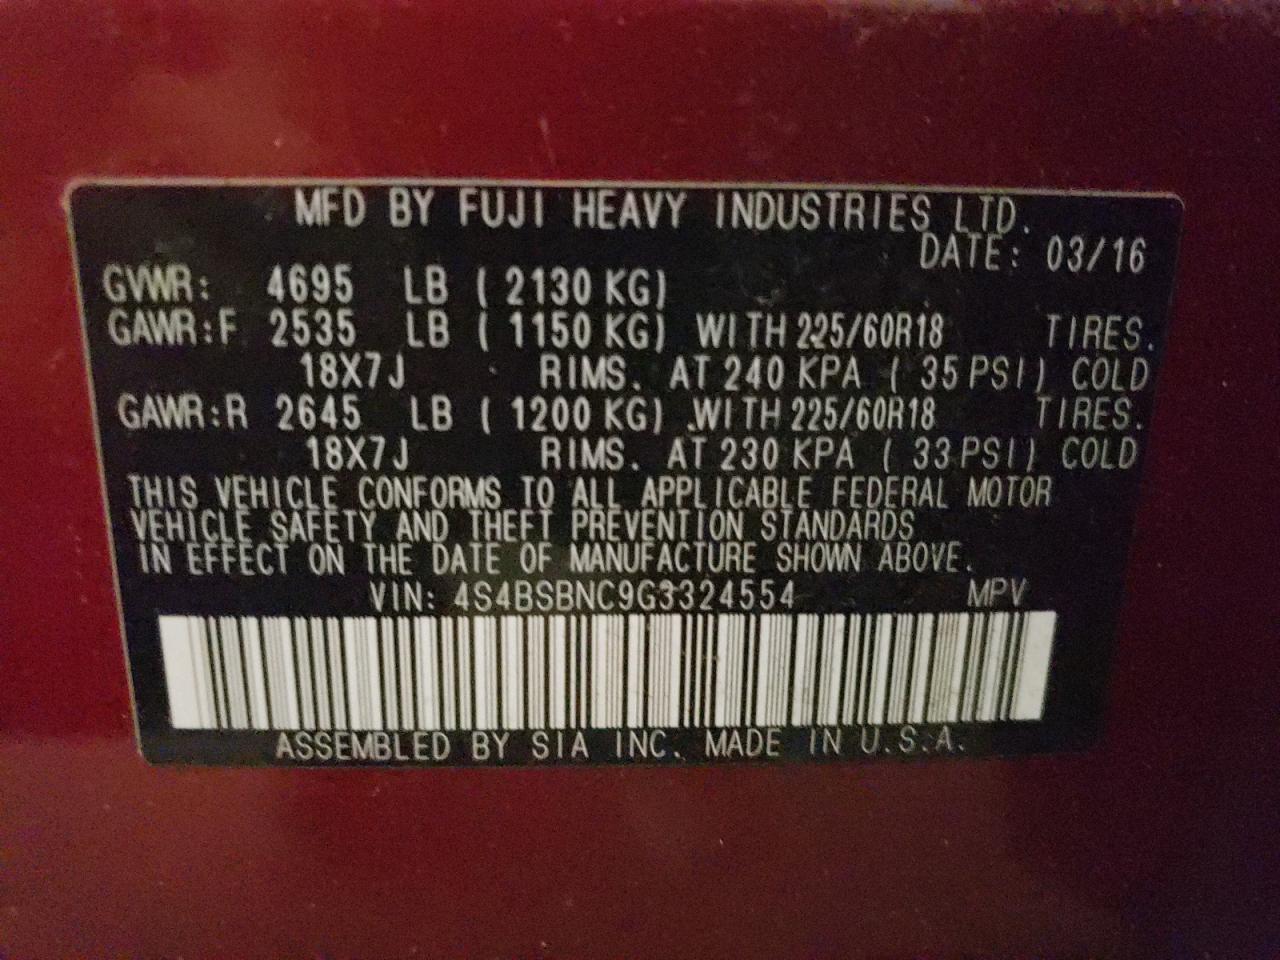 MFD BY FUJI HEAVY INDUSTRIES LTD.
DATE: 03/16
GVWR: 4695 LB ( 2130 KG)
GAWR:F 2535 LB ( 1150 KG) WITH 225/60R18 TIRES.
18X7J RIMS. AT 240 KPA ( 35 PSI) COLD
GAWR:R 2645 LB ( 1200 KG) WITH 225/60R18 TIRES.
18X7J RIMS. AT 230 KPA ( 33 PSI) COLD
THIS VEHICLE CONFORMS TO ALL APPLICABLE FEDERAL MOTOR
VEHICLE SAFETY AND THEFT PREVENTION STANDARDS
IN EFFECT ON THE DATE OF MANUFACTURE SHOWN ABOVE.
VIN: 4S4BSBNC9G3324554 MPV
ASSEMBLED BY SIA INC. MADE IN U.S.A.